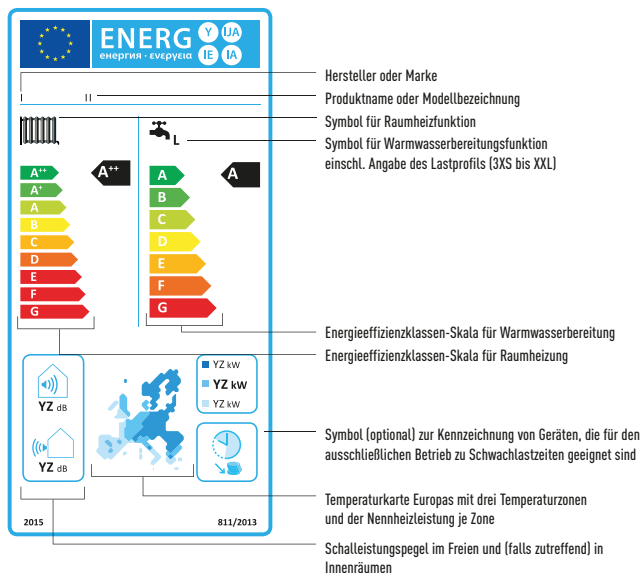 ENERG Y IJA
енергия · ενεργεια IE IA
Hersteller oder Marke
I II
Produktname oder Modellbezeichnung
Symbol für Raumheizfunktion
L
Symbol für Warmwasserbereitungsfunktion
einschl. Angabe des Lastprofils (3XS bis XXL)
A++ A++ A A
A+ B
A C
B D
C E
D F
E G
F
G
Energieeffizienzklassen-Skala für Warmwasserbereitung
Energieeffizienzklassen-Skala für Raumheizung
YZ dB
YZ dB
YZ kW
YZ kW
YZ kW
Symbol (optional) zur Kennzeichnung von Geräten, die für den
ausschließlichen Betrieb zu Schwachlastzeiten geeignet sind
Temperaturkarte Europas mit drei Temperaturzonen
und der Nennheizleistung je Zone
2015 811/2013
Schalleistungspegel im Freien und (falls zutreffend) in
Innenräumen